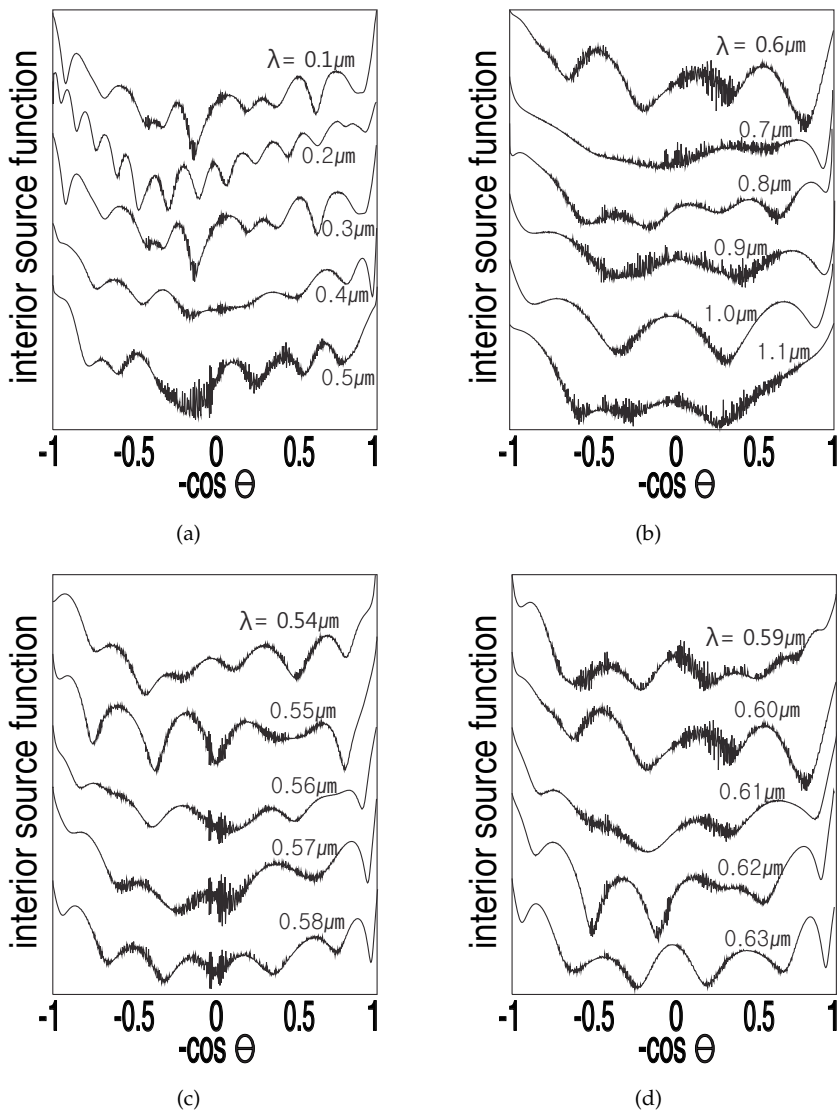 interior source function
λ= 0.1µm
0.2µm
0.3µm
0.4µm
0.5µm
-1 -0.5 0 0.5 1
-cos Θ
(a)
interior source function
λ= 0.6µm
0.7µm
0.8µm
0.9µm
1.0µm
1.1µm
-1 -0.5 0 0.5 1
-cos Θ
(b)
interior source function
λ= 0.54µm
0.55µm
0.56µm
0.57µm
0.58µm
-1 -0.5 0 0.5 1
-cos Θ
(c)
interior source function
λ= 0.59µm
0.60µm
0.61µm
0.62µm
0.63µm
-1 -0.5 0 0.5 1
-cos Θ
(d)